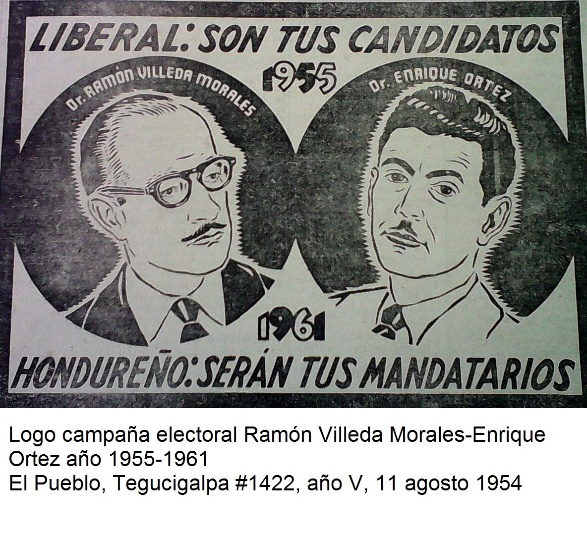 LIBERAL: SON TUS CANDIDATOS
Dr. RAMÓN VILLEDA MORALES
1955
Dr. ENRIQUE ORTEZ
1961
HONDUREÑO: SERÁN TUS MANDATARIOS
Logo campaña electoral Ramón Villeda Morales-Enrique
Ortez año 1955-1961
El Pueblo, Tegucigalpa #1422, año V, 11 agosto 1954